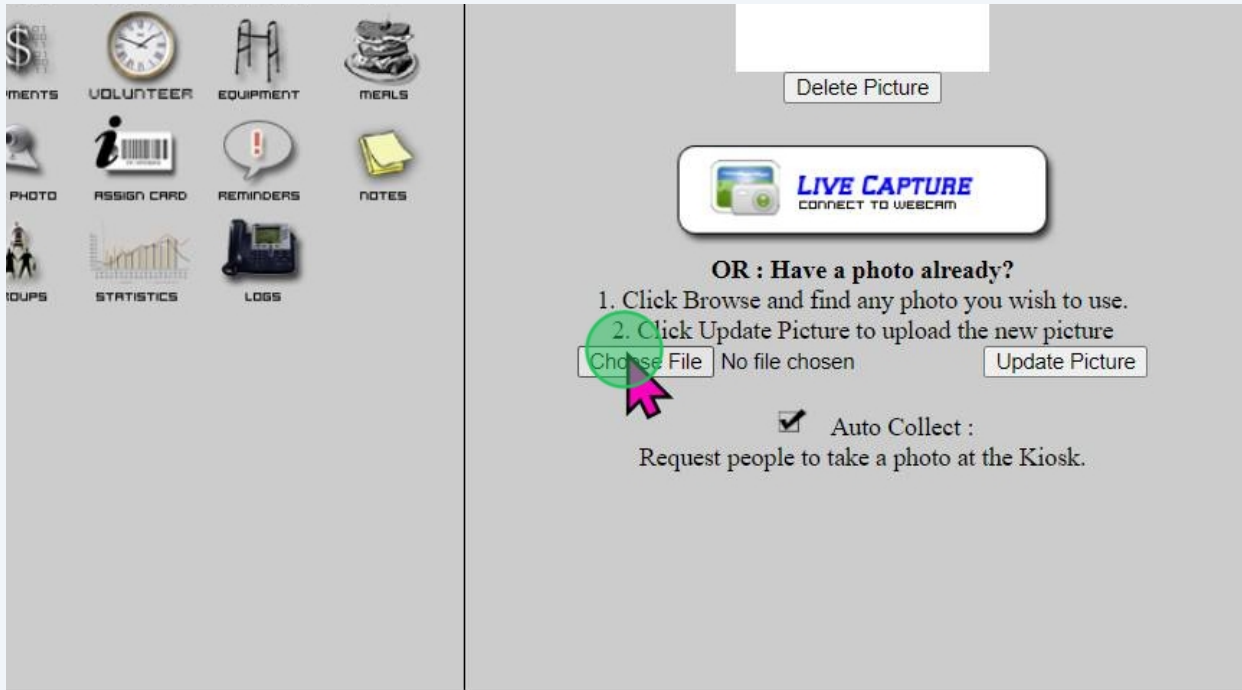 VOLUNTEER
EQUIPMENT
MEALS
PHOTO
ASSIGN CARD
REMINDERS
NOTES
STATISTICS
LOGS
Delete Picture
LIVE CAPTURE
CONNECT TO WEBCAM
OR : Have a photo already?
1. Click Browse and find any photo you wish to use.
2. Click Update Picture to upload the new picture
Choose File No file chosen Update Picture
Auto Collect :
Request people to take a photo at the Kiosk.